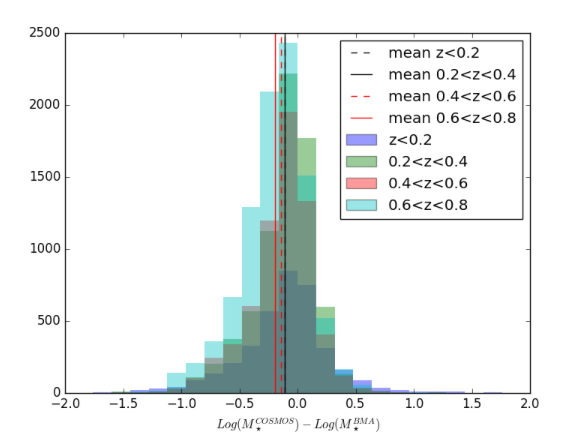 2500
2000
1500
1000
500
0
mean z<0.2
mean 0.2<z<0.4
mean 0.4<z<0.6
mean 0.6<z<0.8
z<0.2
0.2<z<0.4
0.4<z<0.6
0.6<z<0.8
−2.0 −1.5 −1.0 −0.5 0.0 0.5 1.0 1.5 2.0
Log(M⋆^COSMOS) − Log(M⋆^BMA)